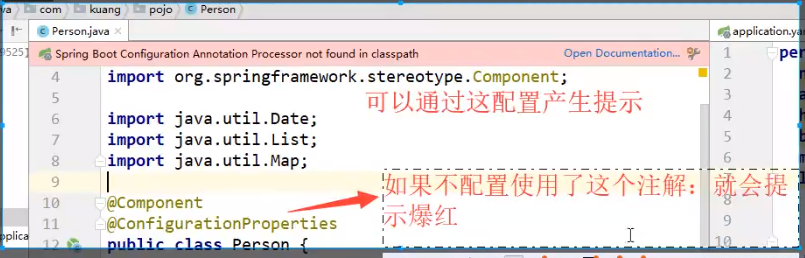 va com kuang pojo Person
Person.java application.ya
Spring Boot Configuration Annotation Processor not found in classpath Open Documentation...
4 import org.springframework.stereotype.Component; 1 per
5 可以通过这配置产生提示 2
6 import java.util.Date; 3
7 import java.util.List; 4
8 import java.util.Map;
9 如果不配置使用了这个注解：就会提
10 @Component 示爆红
11 @ConfigurationProperties 9
12 public class Person { 10